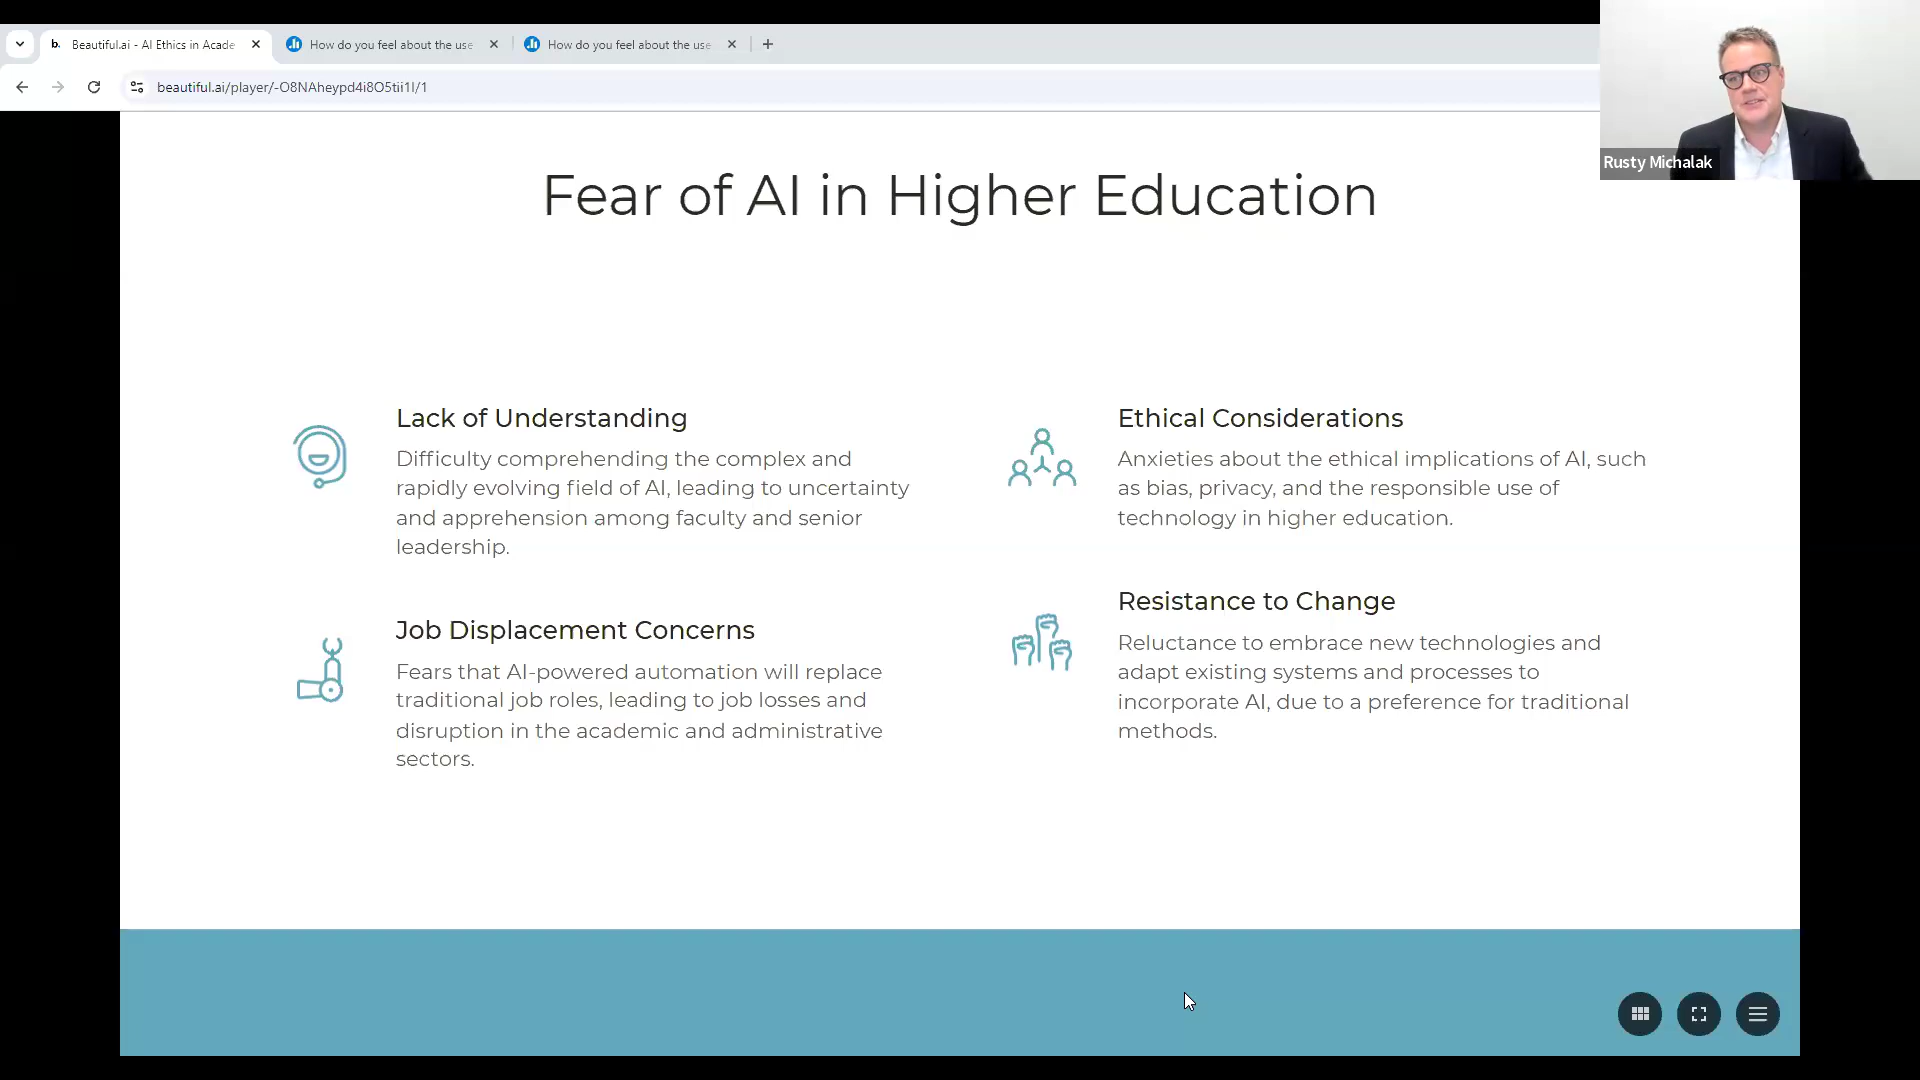 b. Beautiful.ai - AI Ethics in Acade
How do you feel about the use
How do you feel about the use
beautiful.ai/player/-O8NAheypd4i8O5tii1I/1
Rusty Michalak
Fear of AI in Higher Education
Lack of Understanding
Difficulty comprehending the complex and
rapidly evolving field of AI, leading to uncertainty
and apprehension among faculty and senior
leadership.
Job Displacement Concerns
Fears that AI-powered automation will replace
traditional job roles, leading to job losses and
disruption in the academic and administrative
sectors.
Ethical Considerations
Anxieties about the ethical implications of AI, such
as bias, privacy, and the responsible use of
technology in higher education.
Resistance to Change
Reluctance to embrace new technologies and
adapt existing systems and processes to
incorporate AI, due to a preference for traditional
methods.